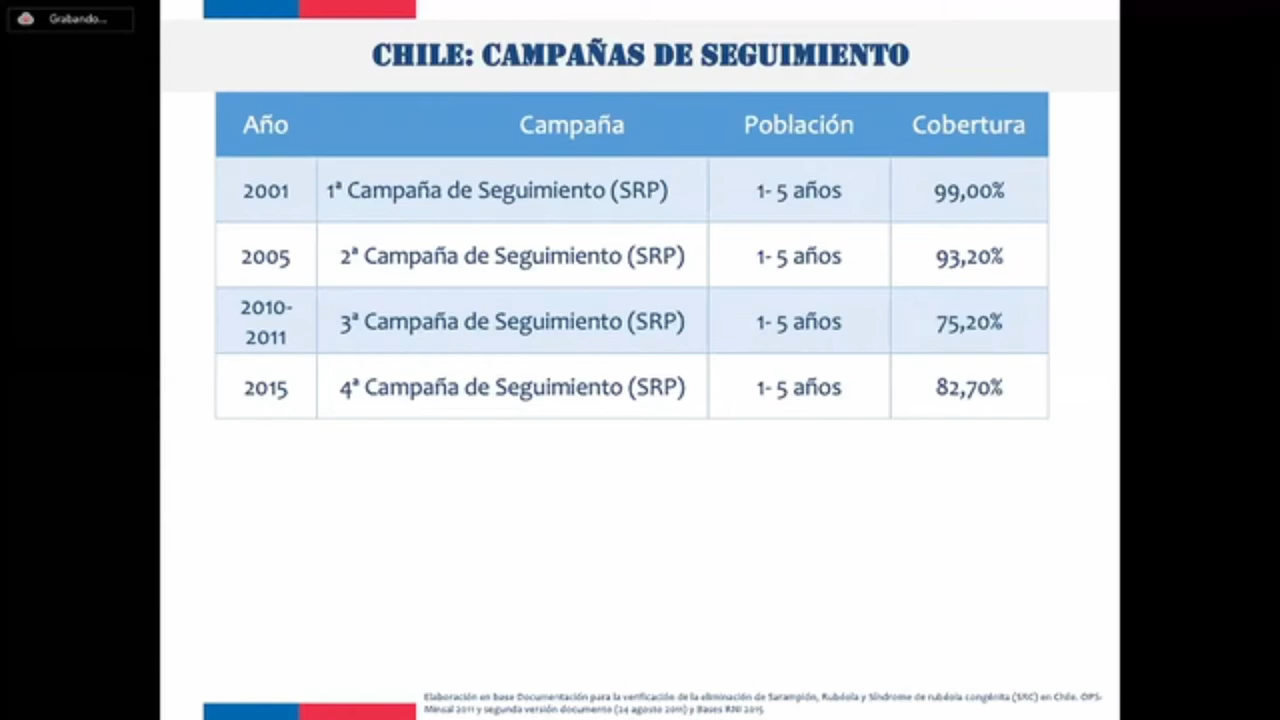 Grabando...
CHILE: CAMPAÑAS DE SEGUIMIENTO
Año Campaña Población Cobertura
2001 1ª Campaña de Seguimiento (SRP) 1- 5 años 99,00%
2005 2ª Campaña de Seguimiento (SRP) 1- 5 años 93,20%
2010-
2011 3ª Campaña de Seguimiento (SRP) 1- 5 años 75,20%
2015 4ª Campaña de Seguimiento (SRP) 1- 5 años 82,70%
Elaboración en base Documentación para la verificación de la eliminación de Sarampión, Rubéola y Síndrome de rubéola congénita (SRC) en Chile. OPS-
Minsal 2011 y segunda versión documento (24 agosto 2011) y Bases RNI 2015